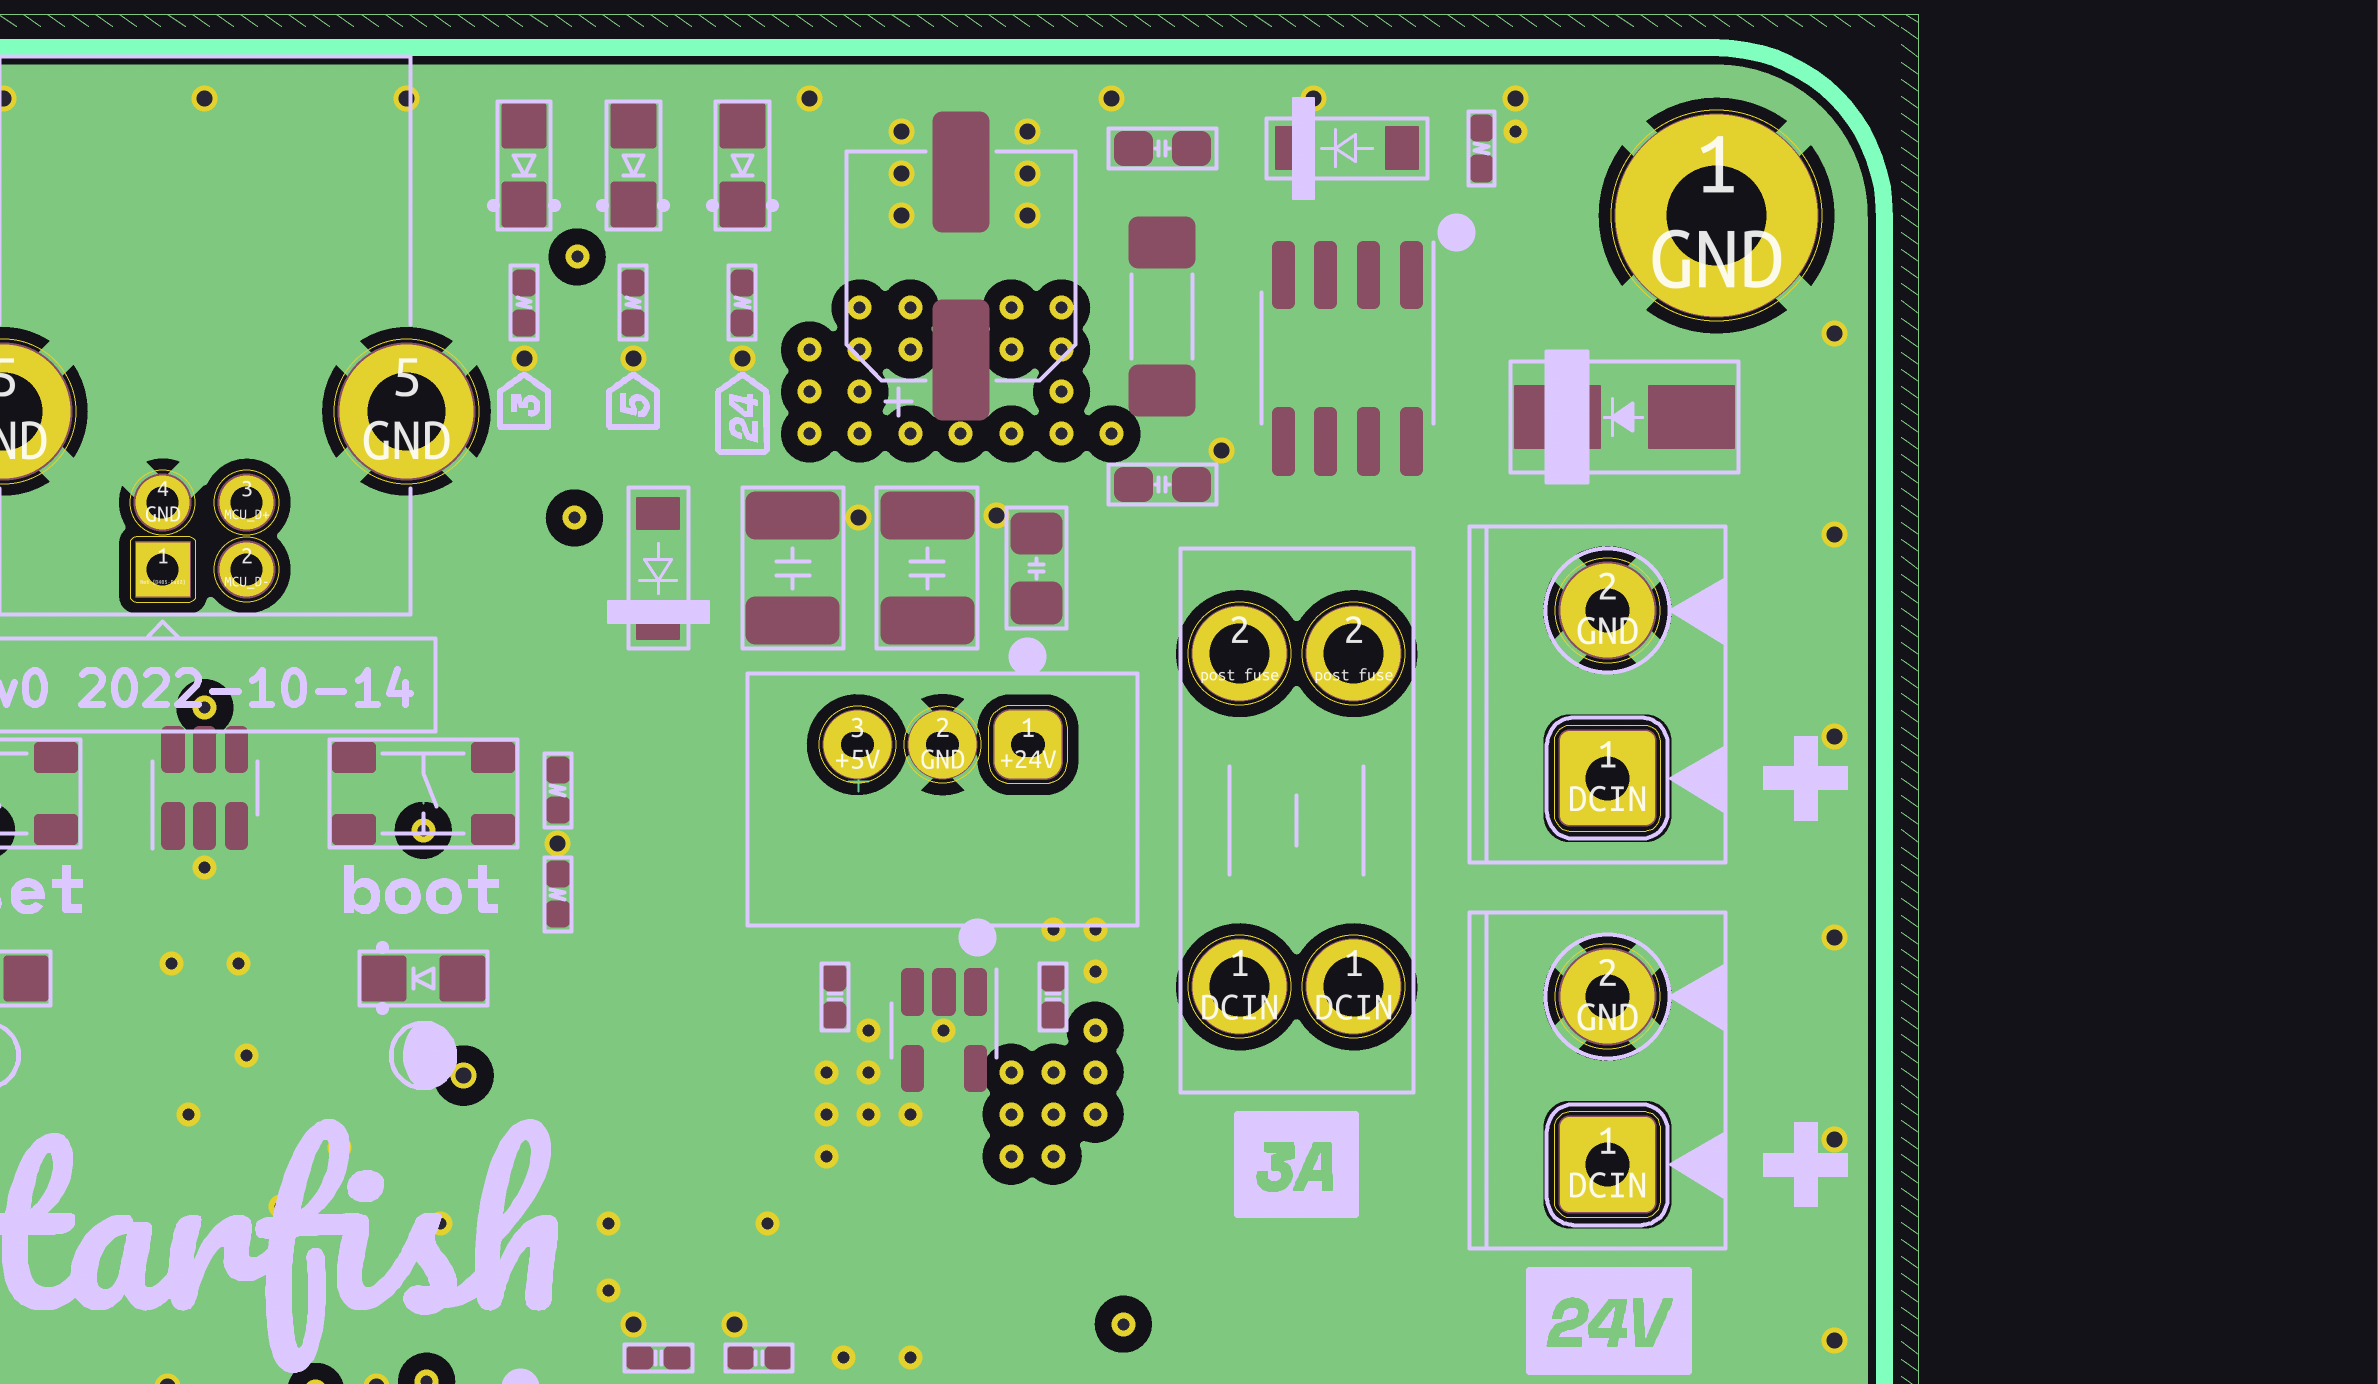 1
GND
5
GND
5
ND
3
5
24
+
4
GND
3
MCU_D+
1
2
MCU_D-
v0 2022-10-14
3
+5V
2
GND
1
+24V
2
post fuse
2
post fuse
2
GND
1
DCIN
+
et
boot
1
DCIN
1
DCIN
2
GND
1
DCIN
+
3A
tarfish
24V